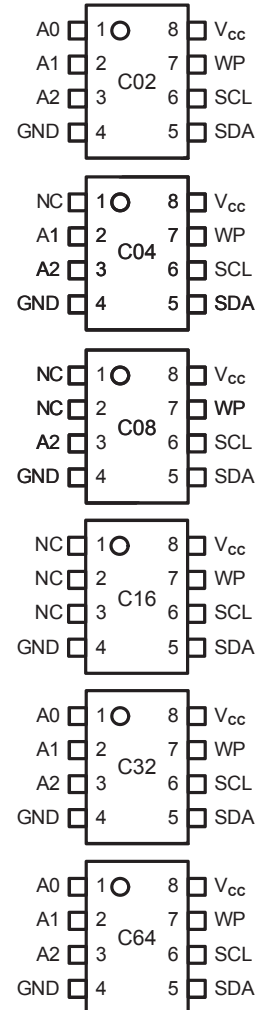 A0 1 8 Vcc
A1 2 7 WP
C02
A2 3 6 SCL
GND 4 5 SDA
NC 1 8 Vcc
A1 2 7 WP
C04
A2 3 6 SCL
GND 4 5 SDA
NC 1 8 Vcc
NC 2 7 WP
C08
A2 3 6 SCL
GND 4 5 SDA
NC 1 8 Vcc
NC 2 7 WP
C16
NC 3 6 SCL
GND 4 5 SDA
A0 1 8 Vcc
A1 2 7 WP
C32
A2 3 6 SCL
GND 4 5 SDA
A0 1 8 Vcc
A1 2 7 WP
C64
A2 3 6 SCL
GND 4 5 SDA